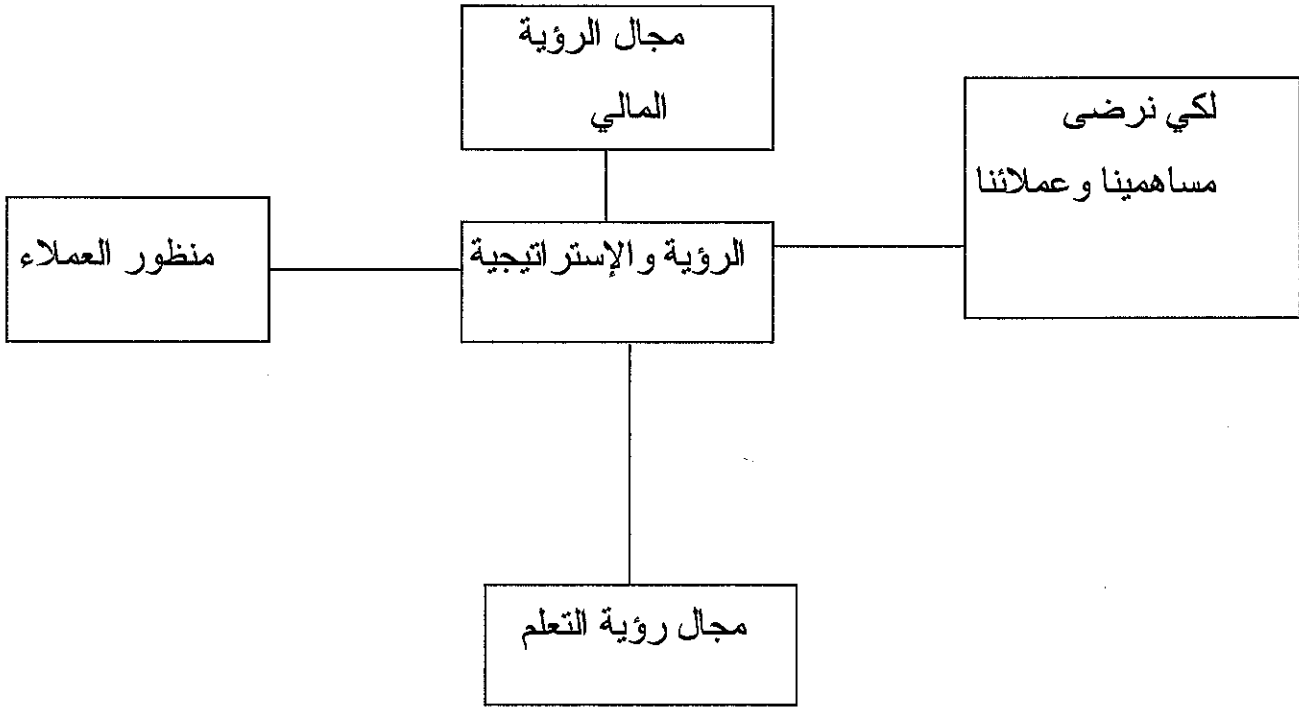 مجال الرؤية
المالي
لكي نرضى
مساهمينا وعملائنا
الرؤية والإستراتيجية
منظور العملاء
مجال رؤية التعلم